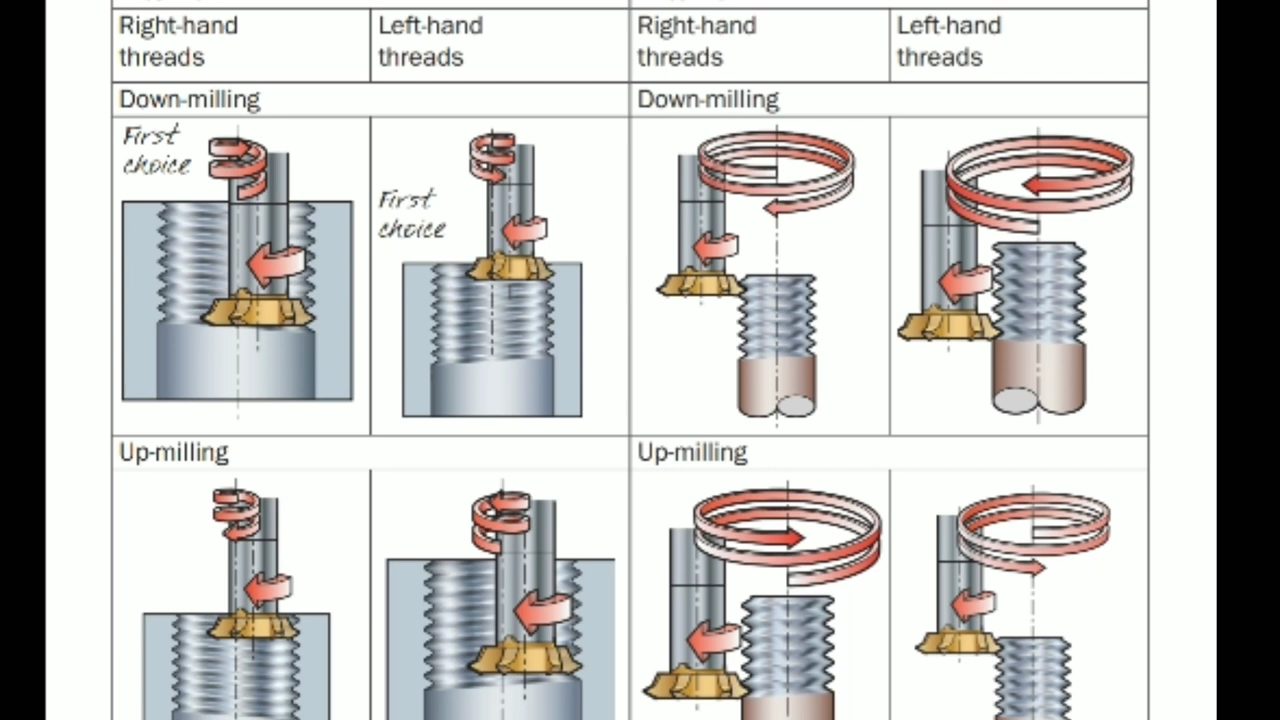 Right-hand
threads
Left-hand
threads
Right-hand
threads
Left-hand
threads
Down-milling
Down-milling
First
choice
First
choice
Up-milling
Up-milling